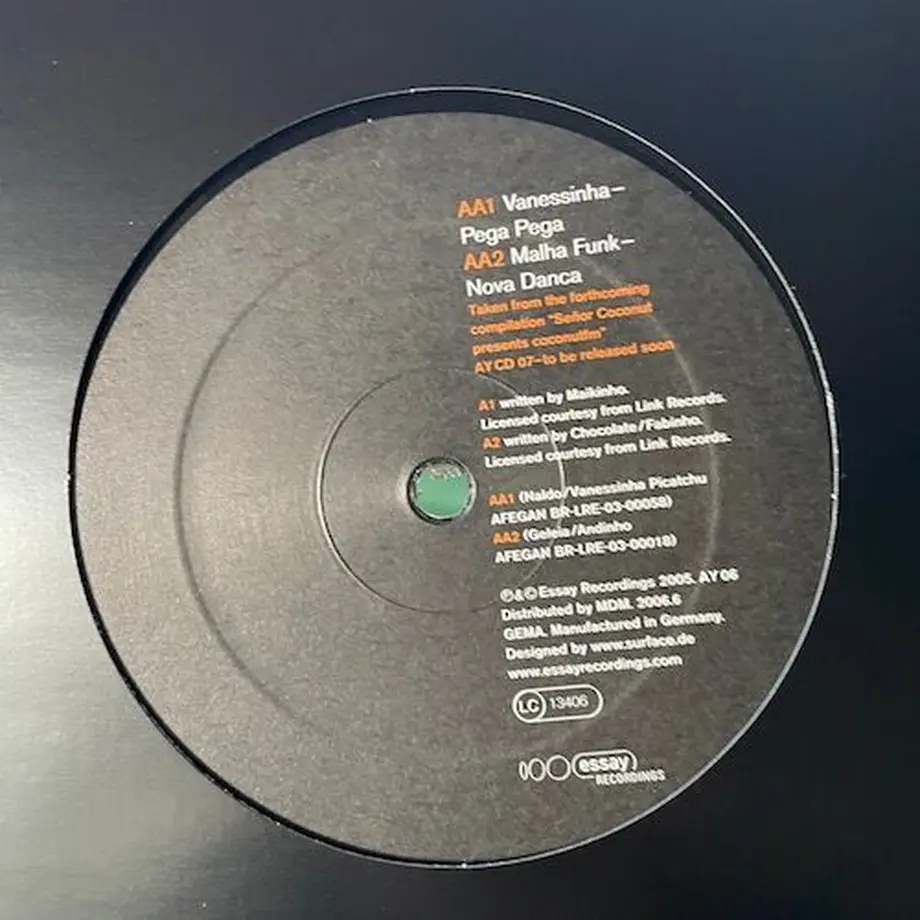 AA1 Vanessinha–
Pega Pega
AA2 Malha Funk–
Nova Danca
Taken from the forthcoming
compilation "Señor Coconut
presents coconutfm"
AY CD 07–to be released soon
A1 written by Maikinho.
Licensed courtesy from Link Records.
A2 written by Chocolate/Fabinho.
Licensed courtesy from Link Records.
AA1 (Naldo/Vanessinha Picatchu
AFEGAN BR-LRE-03-00058)
AA2 (Geleia/Andinho
AFEGAN BR-LRE-03-00018)
℗&©Essay Recordings 2005. AY 06
Distributed by MDM. 2006.6
GEMA. Manufactured in Germany.
Designed by www.surface.de
www.essayrecordings.com
LC 13406
essay
RECORDINGS